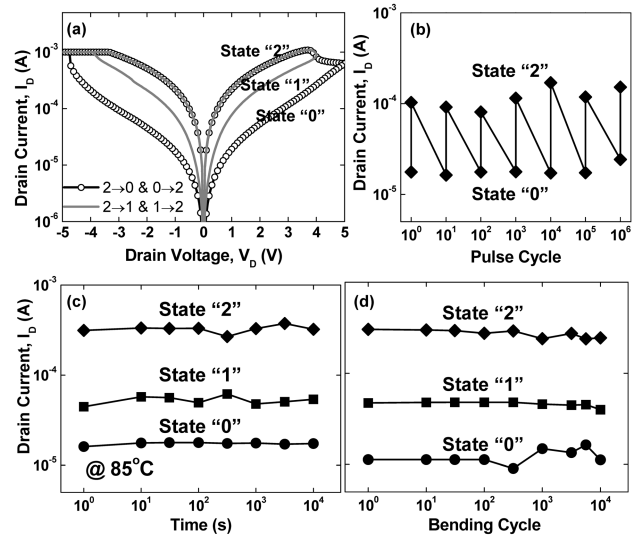 (a)
State “2”
State “1”
State “0”
2→0 & 0→2
2→1 & 1→2
10⁻³
10⁻⁴
10⁻⁵
10⁻⁶
Drain Current, I_D (A)
-5 -4 -3 -2 -1 0 1 2 3 4 5
Drain Voltage, V_D (V)
(b)
State “2”
State “0”
10⁻⁴
10⁻⁵
Drain Current, I_D (A)
10⁰ 10¹ 10² 10³ 10⁴ 10⁵ 10⁶
Pulse Cycle
(c)
State “2”
State “1”
State “0”
@ 85°C
10⁻³
10⁻⁴
10⁻⁵
Drain Current, I_D (A)
10⁰ 10¹ 10² 10³ 10⁴
Time (s)
(d)
State “2”
State “1”
State “0”
10⁰ 10¹ 10² 10³ 10⁴
Bending Cycle